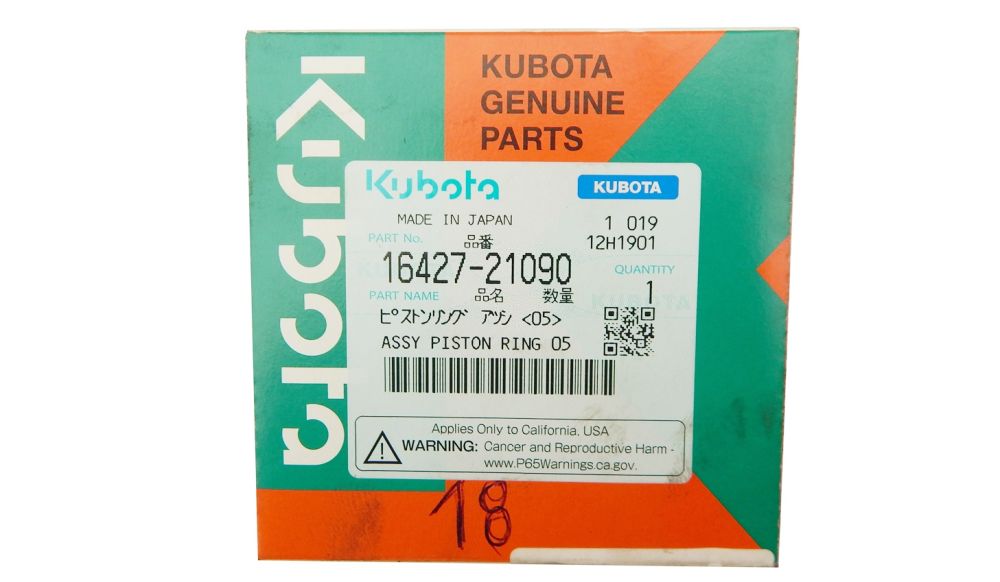 Kubota
KUBOTA
GENUINE
PARTS
Kubota KUBOTA
MADE IN JAPAN 1 019
PART No. 品番 12H1901
16427-21090 QUANTITY
PART NAME 品名 数量 1
ﾋﾟｽﾄﾝﾘﾝｸﾞ ｱｯｼ <05>
ASSY PISTON RING 05
Applies Only to California, USA
WARNING: Cancer and Reproductive Harm -
www.P65Warnings.ca.gov.
18